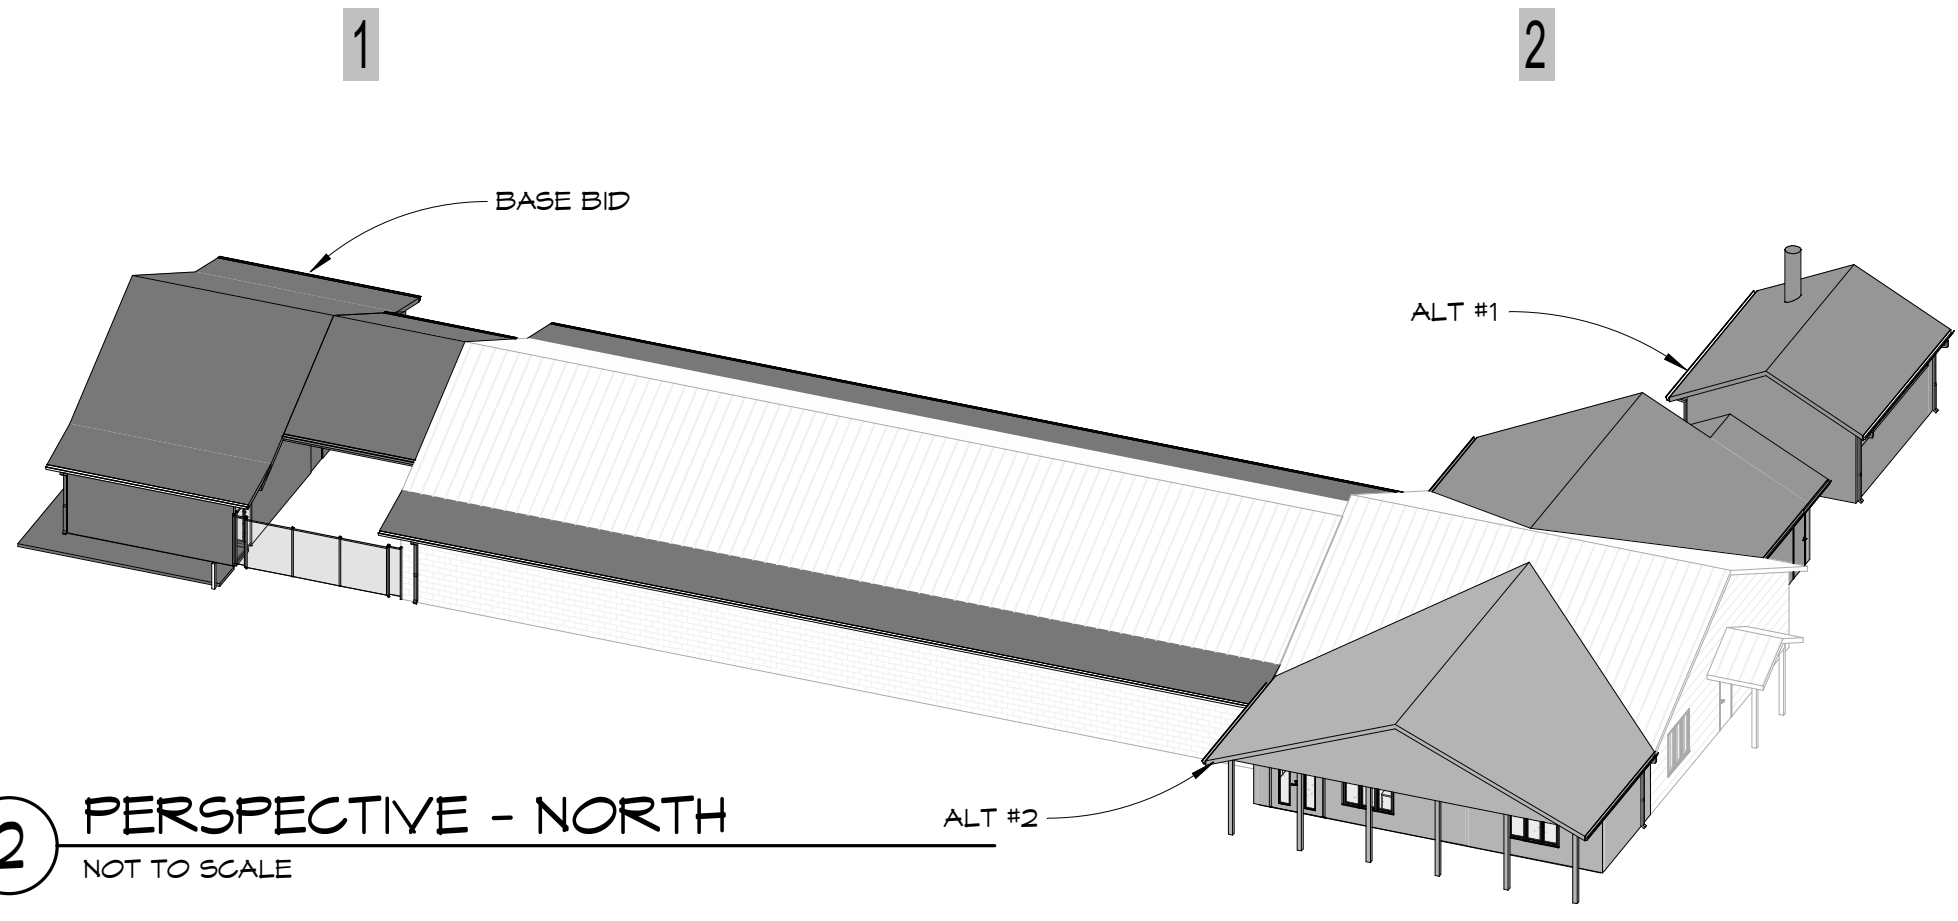 1
2
BASE BID
ALT #1
ALT #2
2
PERSPECTIVE - NORTH
NOT TO SCALE